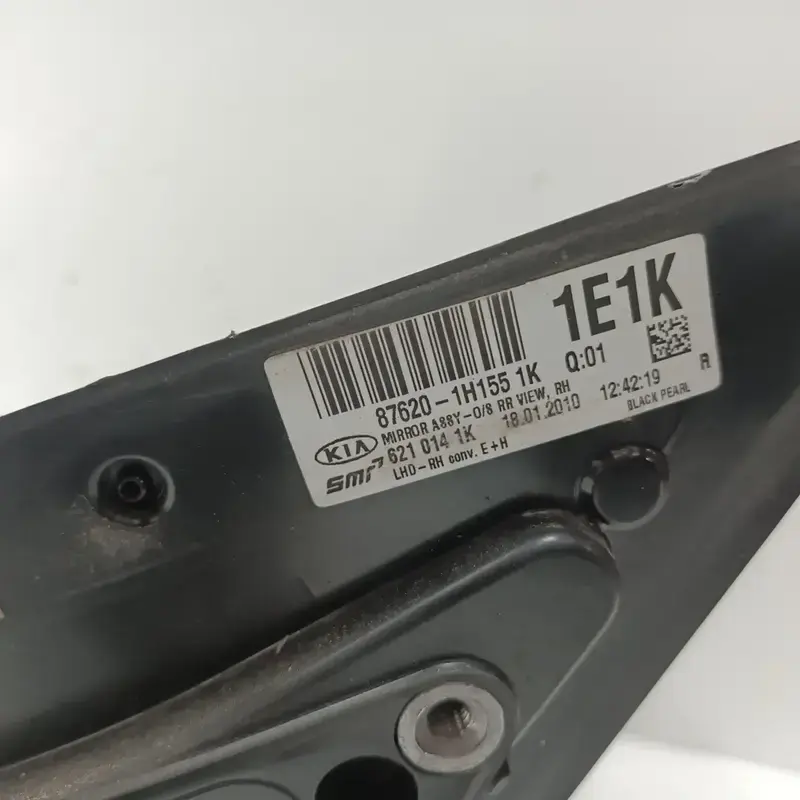 1E1K
87620-1H155 1K Q:01
KIA MIRROR ASSY-O/S RR VIEW, RH
smr 621 014 1K 18.01.2010 12:42:19 R
LHD-RH conv. E+H BLACK PEARL